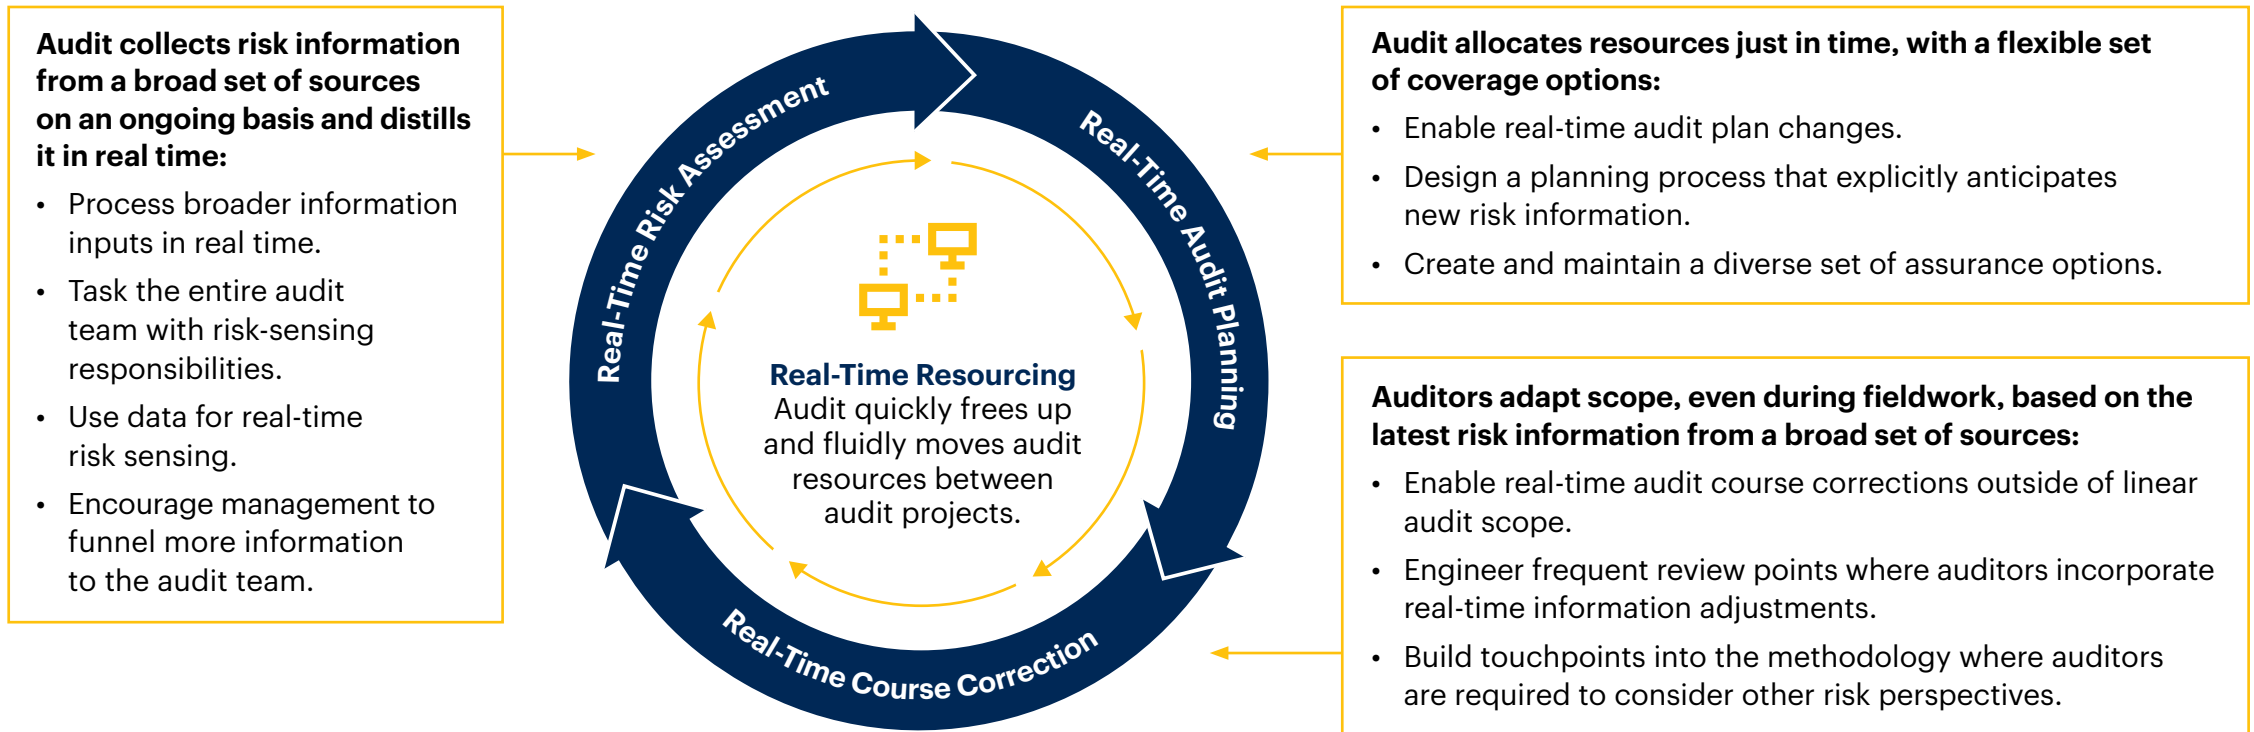 Audit collects risk information
from a broad set of sources
on an ongoing basis and distills
it in real time:
• Process broader information
inputs in real time.
• Task the entire audit
team with risk-sensing
responsibilities.
• Use data for real-time
risk sensing.
• Encourage management to
funnel more information
to the audit team.
Real-Time Risk Assessment
Real-Time Audit Planning
Real-Time Course Correction
Real-Time Resourcing
Audit quickly frees up
and fluidly moves audit
resources between
audit projects.
Audit allocates resources just in time, with a flexible set
of coverage options:
• Enable real-time audit plan changes.
• Design a planning process that explicitly anticipates
new risk information.
• Create and maintain a diverse set of assurance options.
Auditors adapt scope, even during fieldwork, based on the
latest risk information from a broad set of sources:
• Enable real-time audit course corrections outside of linear
audit scope.
• Engineer frequent review points where auditors incorporate
real-time information adjustments.
• Build touchpoints into the methodology where auditors
are required to consider other risk perspectives.